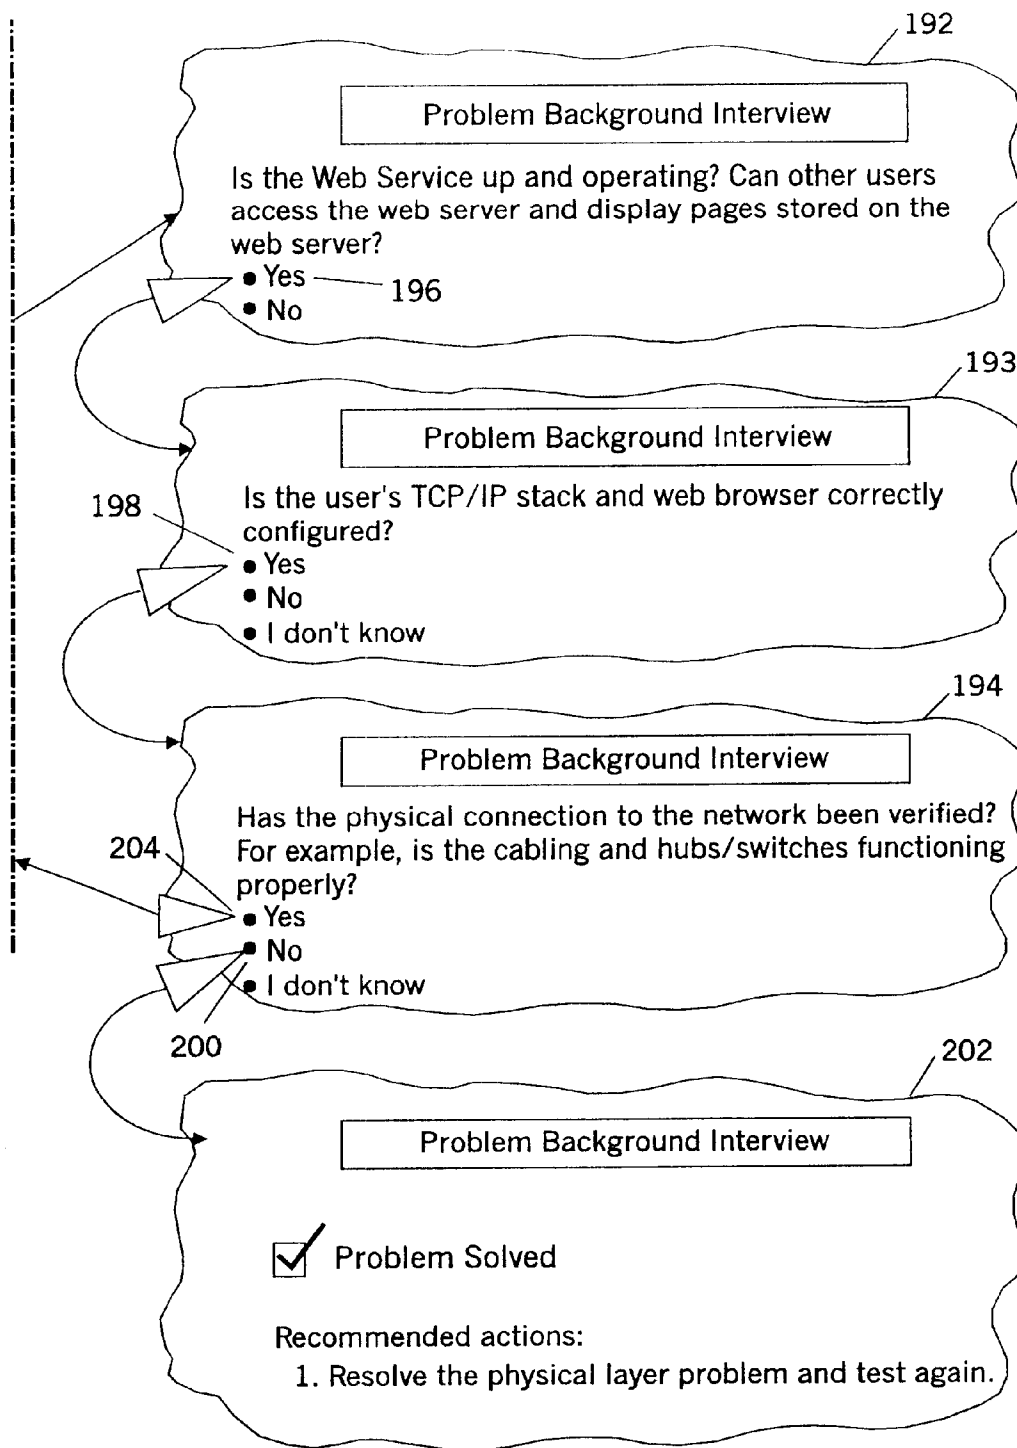 192
Problem Background Interview
Is the Web Service up and operating? Can other users
access the web server and display pages stored on the
web server?
• Yes
196
• No
193
Problem Background Interview
Is the user's TCP/IP stack and web browser correctly
configured?
198
• Yes
• No
• I don't know
194
Problem Background Interview
Has the physical connection to the network been verified?
For example, is the cabling and hubs/switches functioning
properly?
204
• Yes
• No
• I don't know
200
202
Problem Background Interview
Problem Solved
Recommended actions:
1. Resolve the physical layer problem and test again.